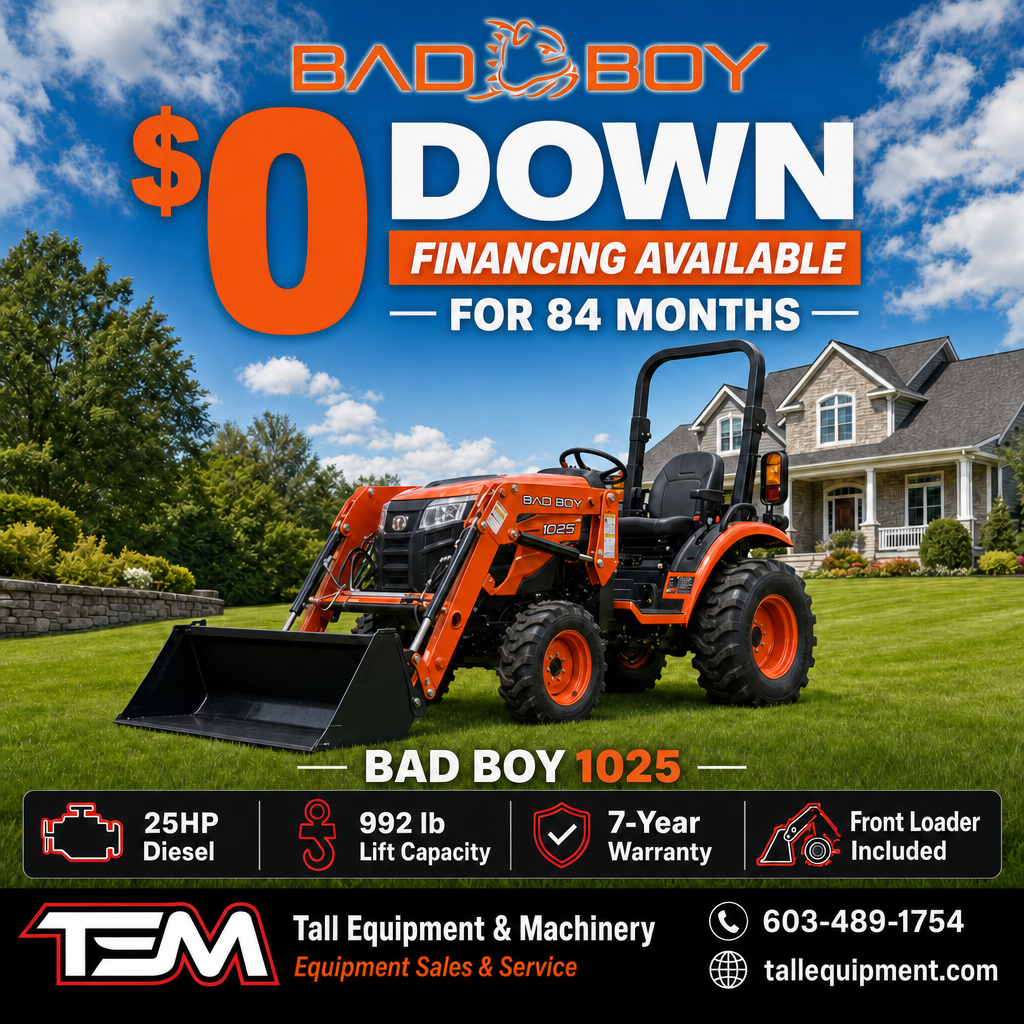 BAD BOY
$0 DOWN
FINANCING AVAILABLE
FOR 84 MONTHS
BAD BOY
1025
BAD BOY 1025
25HP
Diesel
992 lb
Lift Capacity
7-Year
Warranty
Front Loader
Included
TEM
Tall Equipment & Machinery
Equipment Sales & Service
603-489-1754
tallequipment.com